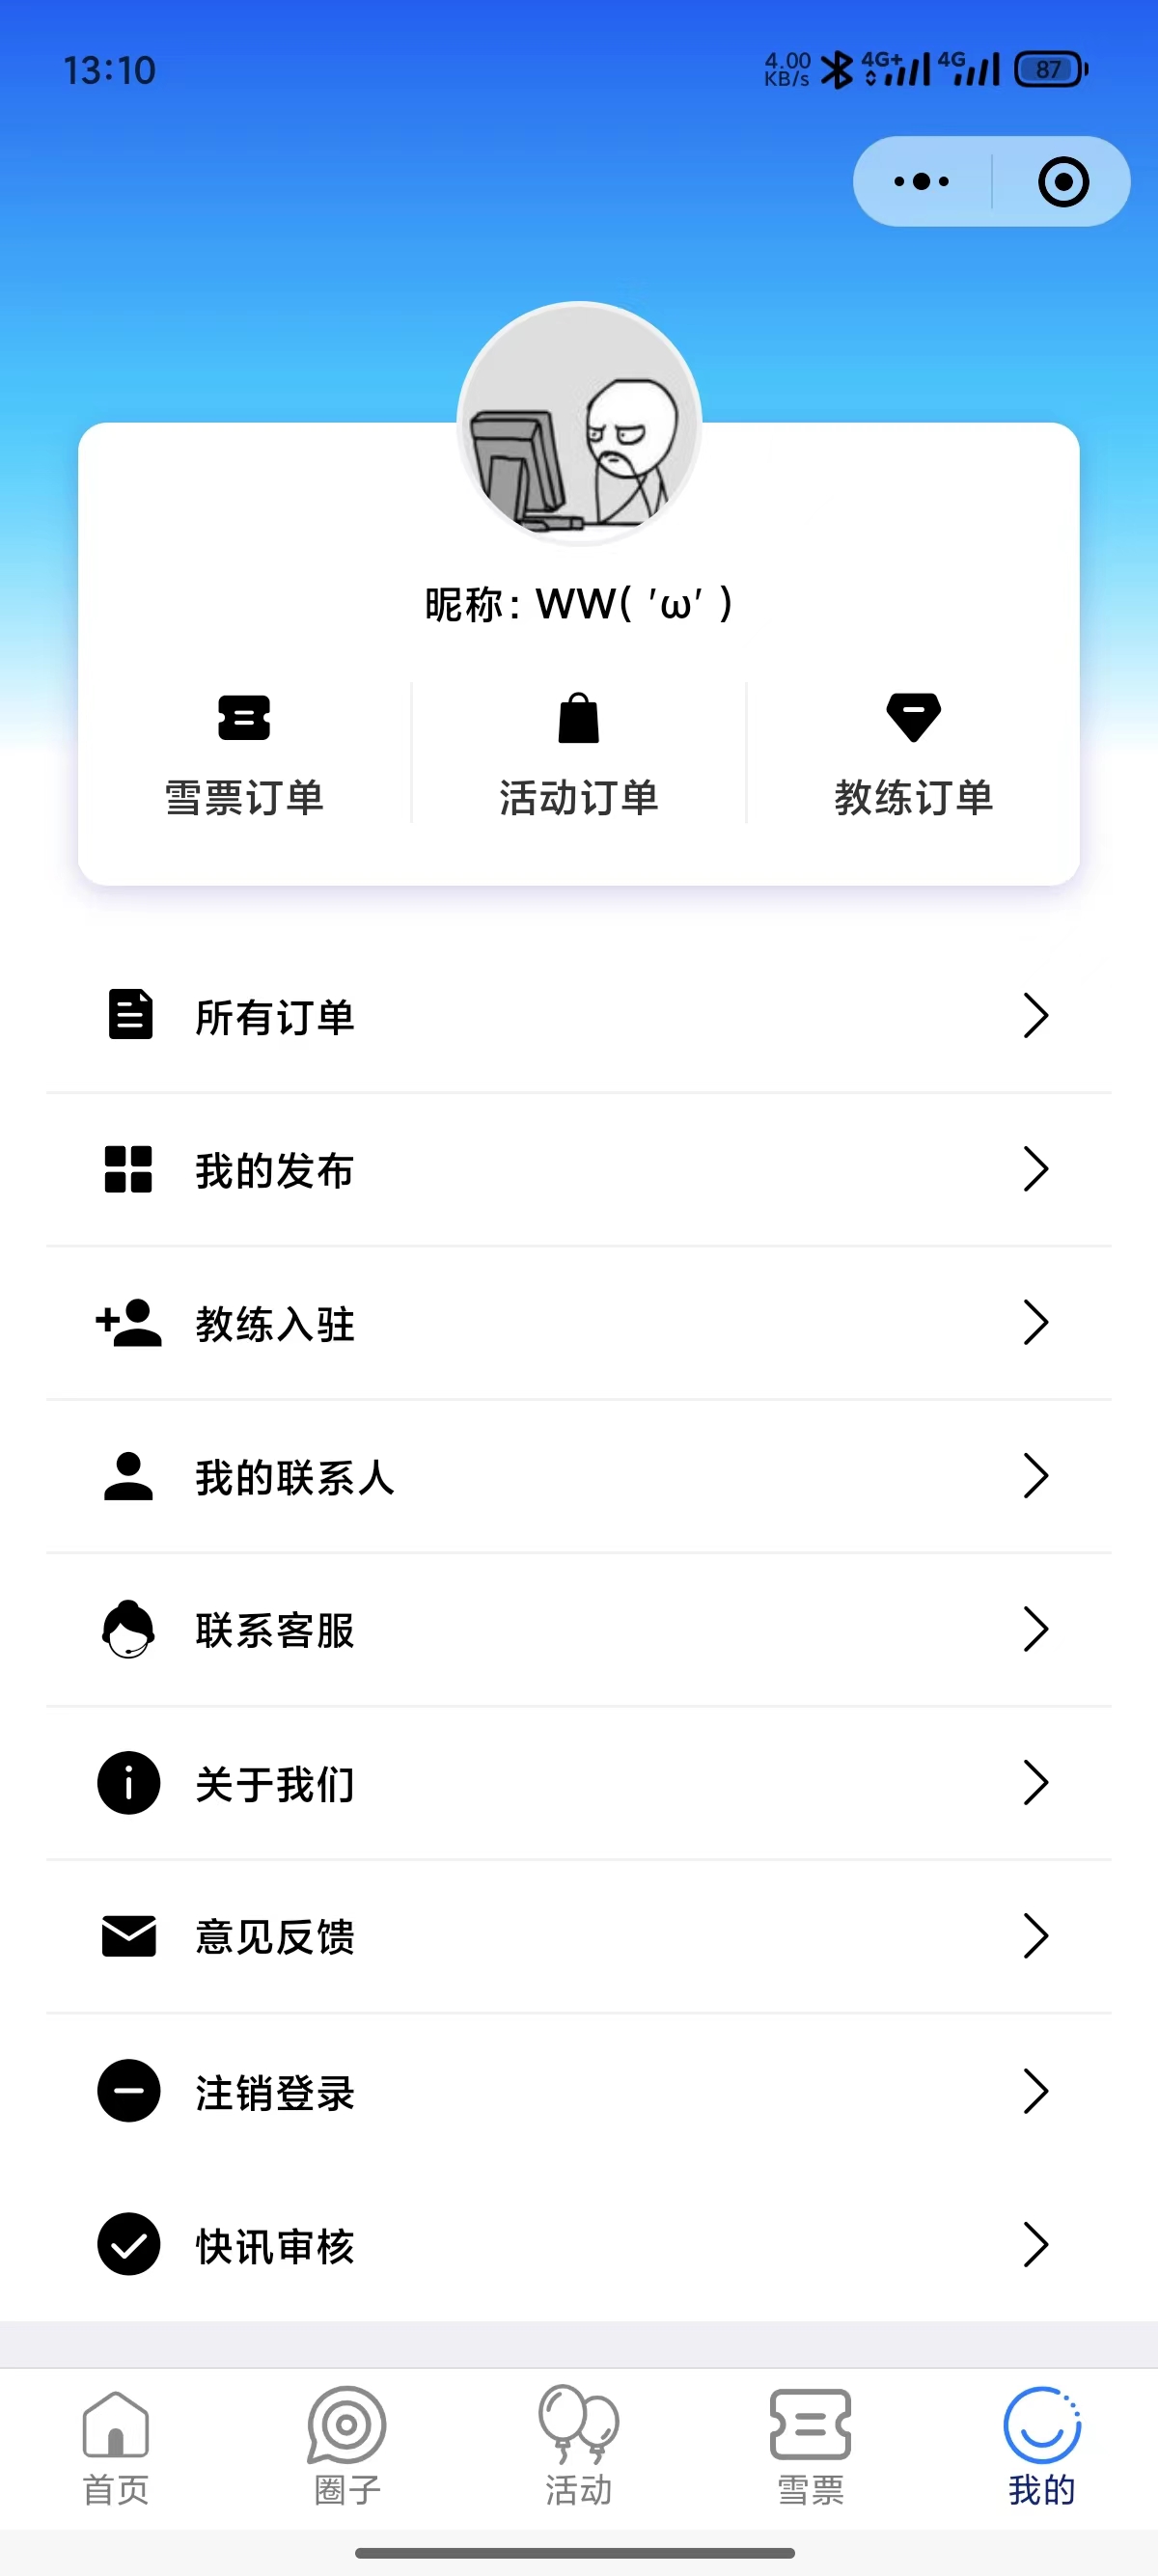 13:10
4.00 KB/s 4G+ 4G 87
昵称: WW( ′ω′ )
雪票订单 活动订单 教练订单
所有订单
我的发布
教练入驻
我的联系人
联系客服
关于我们
意见反馈
注销登录
快讯审核
首页 圈子 活动 雪票 我的